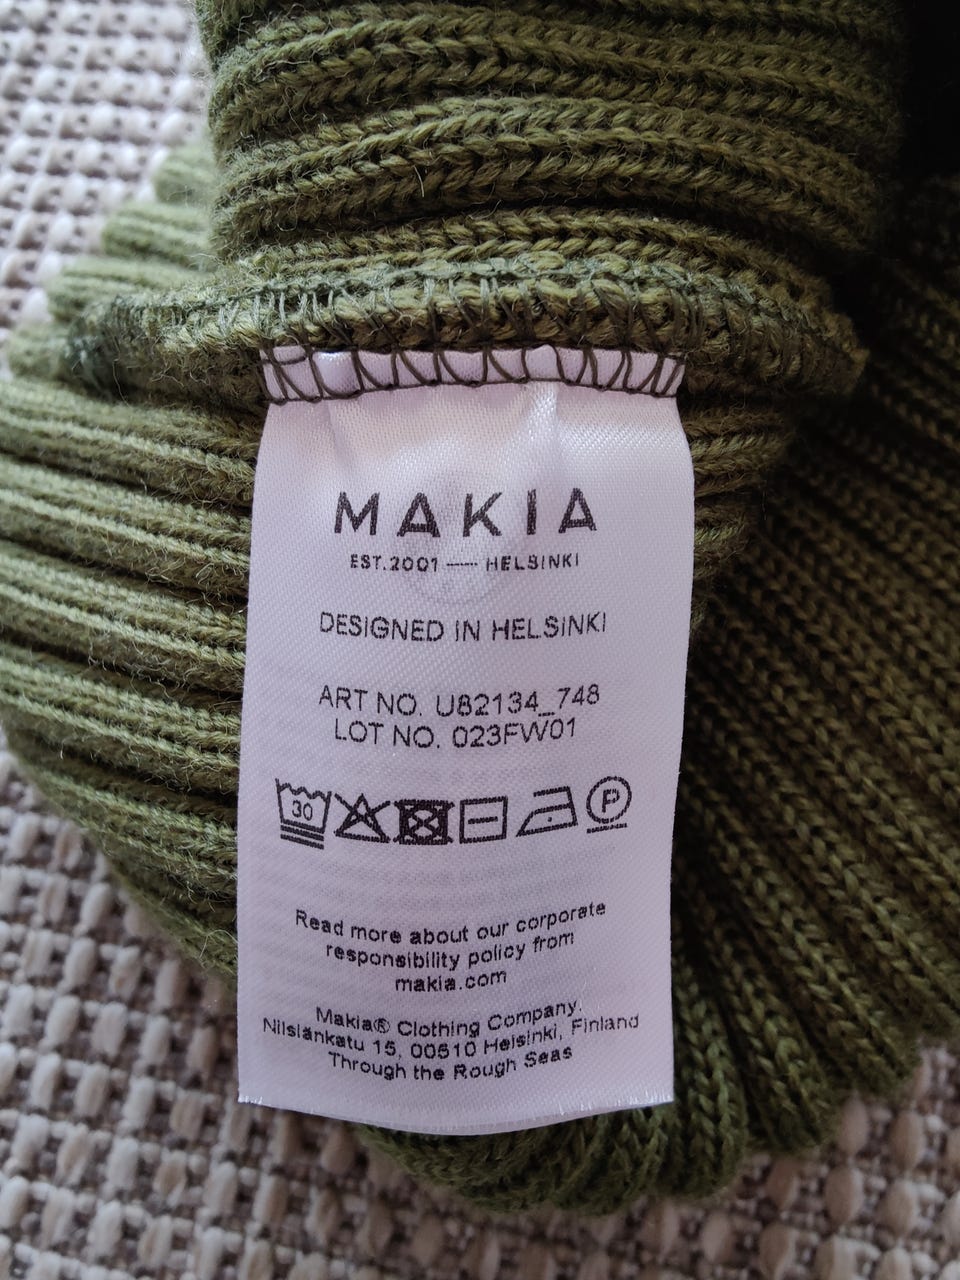 MAKIA
EST.2001 — HELSINKI
DESIGNED IN HELSINKI
ART NO. U82134_748
LOT NO. 023FW01
30 P
Read more about our corporate
responsibility policy from
makia.com
Makia® Clothing Company.
Nilsiänkatu 15, 00510 Helsinki, Finland
Through the Rough Seas